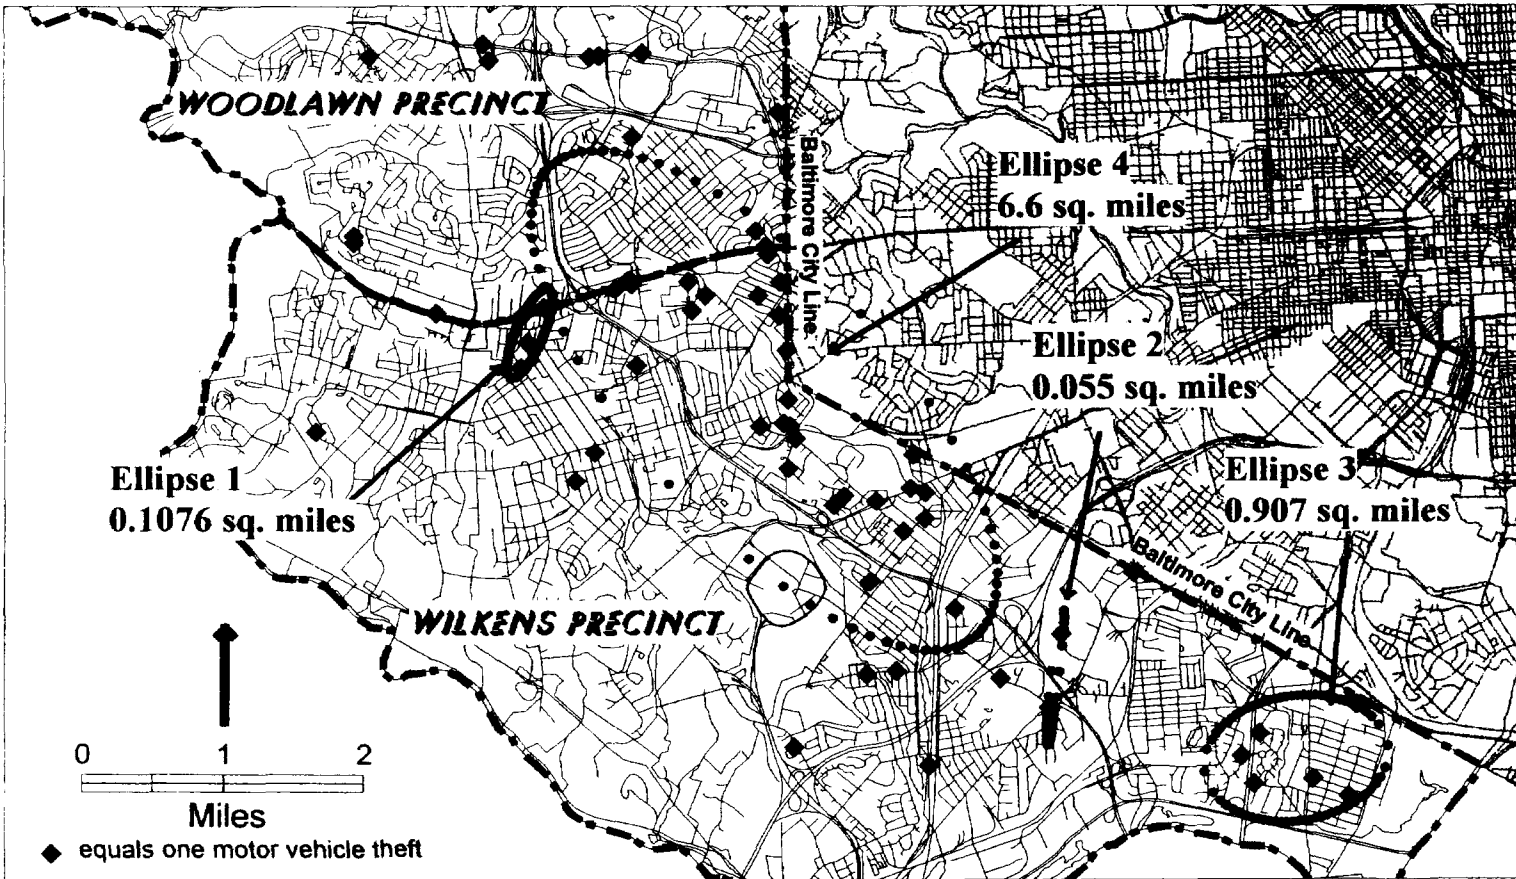 WOODLAWN PRECINCT
Baltimore City Line
Ellipse 4
6.6 sq. miles
Ellipse 2
0.055 sq. miles
Ellipse 3
0.907 sq. miles
Ellipse 1
0.1076 sq. miles
Baltimore City Line
WILKENS PRECINCT
0 1 2
Miles
equals one motor vehicle theft